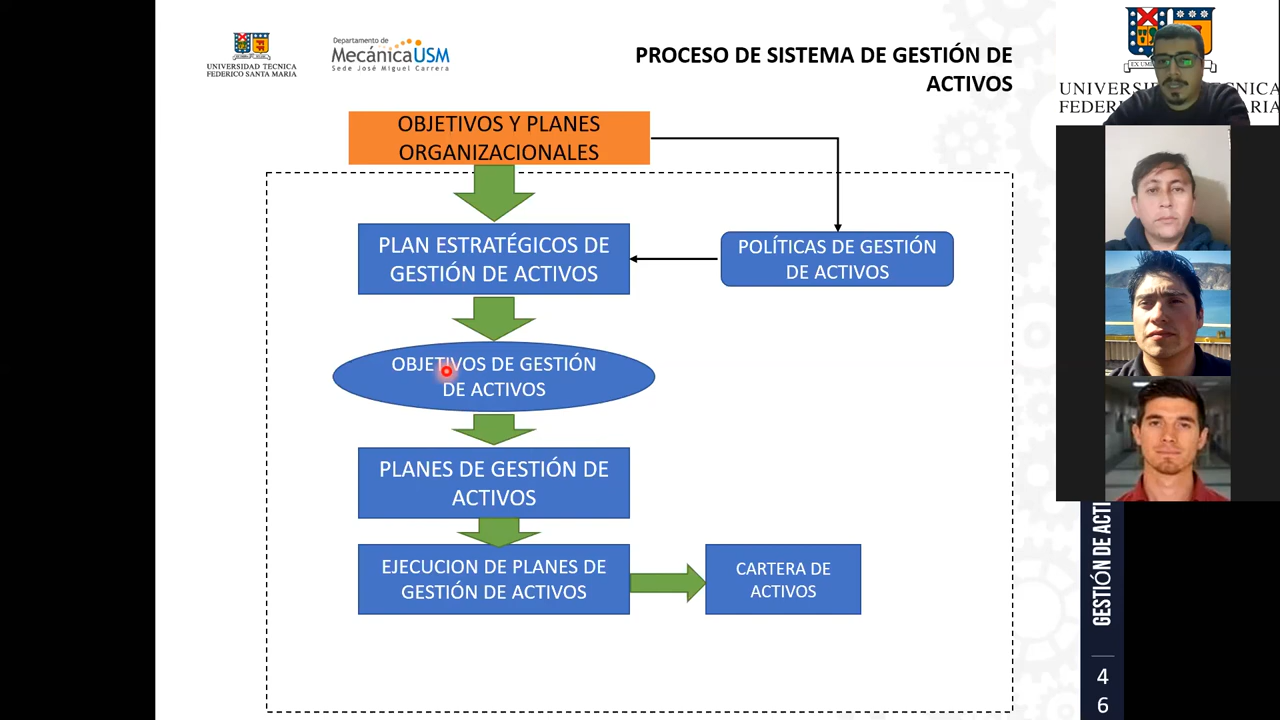 UNIVERSIDAD TECNICA
FEDERICO SANTA MARIA
Departamento de
MecánicaUSM
Sede José Miguel Carrera
PROCESO DE SISTEMA DE GESTIÓN DE
ACTIVOS
OBJETIVOS Y PLANES
ORGANIZACIONALES
PLAN ESTRATÉGICOS DE
GESTIÓN DE ACTIVOS
POLÍTICAS DE GESTIÓN
DE ACTIVOS
OBJETIVOS DE GESTIÓN
DE ACTIVOS
PLANES DE GESTIÓN DE
ACTIVOS
EJECUCION DE PLANES DE
GESTIÓN DE ACTIVOS
CARTERA DE
ACTIVOS
GESTIÓN DE ACTI
4
6